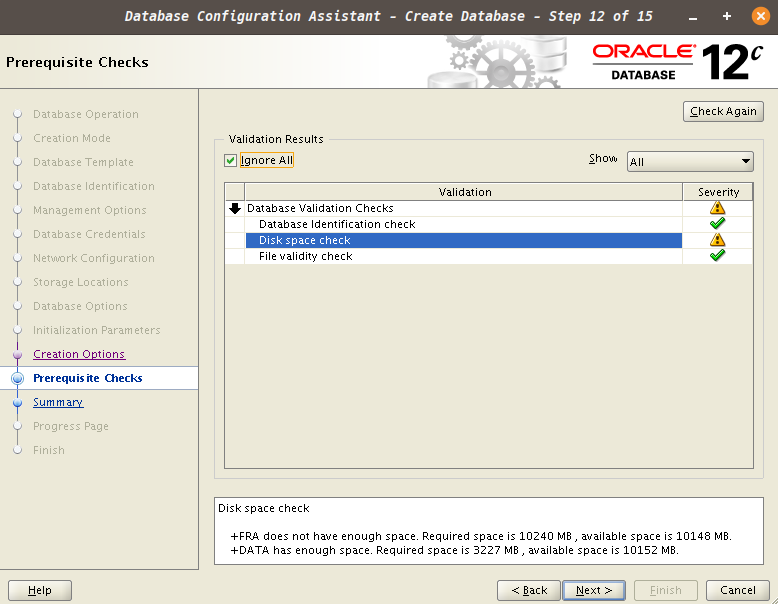 Database Configuration Assistant - Create Database - Step 12 of 15
Prerequisite Checks
ORACLE
DATABASE
12c
Database Operation
Creation Mode
Database Template
Database Identification
Management Options
Database Credentials
Network Configuration
Storage Locations
Database Options
Initialization Parameters
Creation Options
Prerequisite Checks
Summary
Progress Page
Finish
Check Again
Validation Results
Ignore All
Show
All
Validation Severity
Database Validation Checks
Database Identification check
Disk space check
File validity check
Disk space check
+FRA does not have enough space. Required space is 10240 MB , available space is 10148 MB.
+DATA has enough space. Required space is 3227 MB , available space is 10152 MB.
Help
< Back
Next >
Finish
Cancel